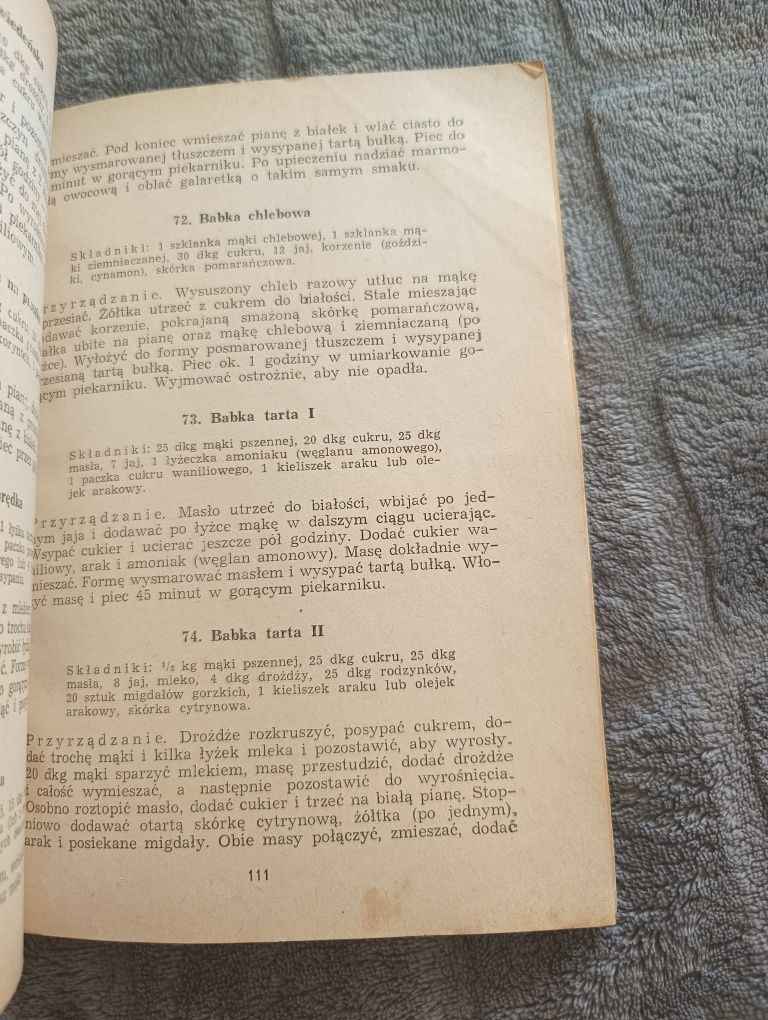 mieszać. Pod koniec wmieszać pianę z białek i wlać ciasto do
my wysmarowanej tłuszczem i wysypanej tartą bułką. Piec do
minut w gorącym piekarniku. Po upieczeniu nadziać marmo-
lą owocową i oblać galaretką o takim samym smaku.
72. Babka chlebowa
Składniki: 1 szklanka mąki chlebowej, 1 szklanka mą-
ki ziemniaczanej, 30 dkg cukru, 12 jaj, korzenie (goździ-
ki, cynamon), skórka pomarańczowa.
rzyrządzanie. Wysuszony chleb razowy utłuc na mąkę
przesiać. Żółtka utrzeć z cukrem do białości. Stale mieszając
dawać korzenie, pokrajaną smażoną skórkę pomarańczową,
ałka ubite na pianę oraz mąkę chlebową i ziemniaczaną (po
żce). Wyłożyć do formy posmarowanej tłuszczem i wysypanej
rzesianą tartą bułką. Piec ok. 1 godziny w umiarkowanie go-
ącym piekarniku. Wyjmować ostrożnie, aby nie opadła.
73. Babka tarta I
Składniki: 25 dkg mąki pszennej, 20 dkg cukru, 25 dkg
masła, 7 jaj, 1 łyżeczka amoniaku (węglanu amonowego),
1 paczka cukru waniliowego, 1 kieliszek araku lub ole-
jek arakowy.
Przyrządzanie. Masło utrzeć do białości, wbijać po jed-
nym jaja i dodawać po łyżce mąkę w dalszym ciągu ucierając.
Wsypać cukier i ucierać jeszcze pół godziny. Dodać cukier wa-
niliowy, arak i amoniak (węglan amonowy). Masę dokładnie wy-
mieszać. Formę wysmarować masłem i wysypać tartą bułką. Wło-
żyć masę i piec 45 minut w gorącym piekarniku.
74. Babka tarta II
Składniki: ½ kg mąki pszennej, 25 dkg cukru, 25 dkg
masła, 8 jaj, mleko, 4 dkg drożdży, 25 dkg rodzynków,
20 sztuk migdałów gorzkich, 1 kieliszek araku lub olejek
arakowy, skórka cytrynowa.
Przyrządzanie. Drożdże rozkruszyć, posypać cukrem, do-
dać trochę mąki i kilka łyżek mleka i pozostawić, aby wyrosły.
20 dkg mąki sparzyć mlekiem, masę przestudzić, dodać drożdże
i całość wymieszać, a następnie pozostawić do wyrośnięcia.
Osobno roztopić masło, dodać cukier i trzeć na białą pianę. Stop-
niowo dodawać otartą skórkę cytrynową, żółtka (po jednym),
arak i posiekane migdały. Obie masy połączyć, zmieszać, dodać
111